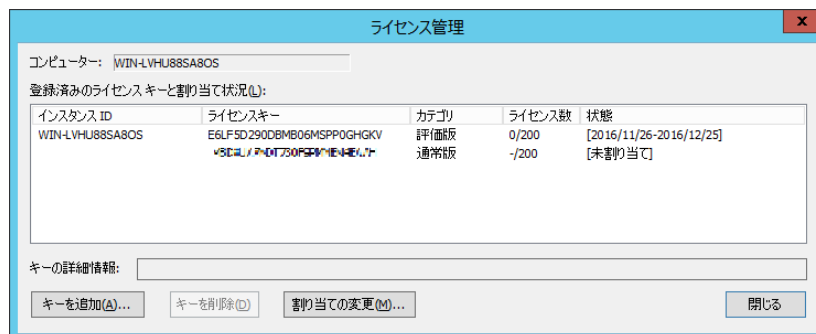 ライセンス管理
x
コンピューター: WIN-LVHU88SA8OS
登録済みのライセンス キーと割り当て状況(L):
インスタンス ID ライセンスキー カテゴリ ライセンス数 状態
WIN-LVHU88SA8OS E6LF5D290DBMB06MSPP0GHGKV 評価版 0/200 [2016/11/26-2016/12/25]
通常版 -/200 [未割り当て]
キーの詳細情報:
キーを追加(A)... キーを削除(D) 割り当ての変更(M)... 閉じる